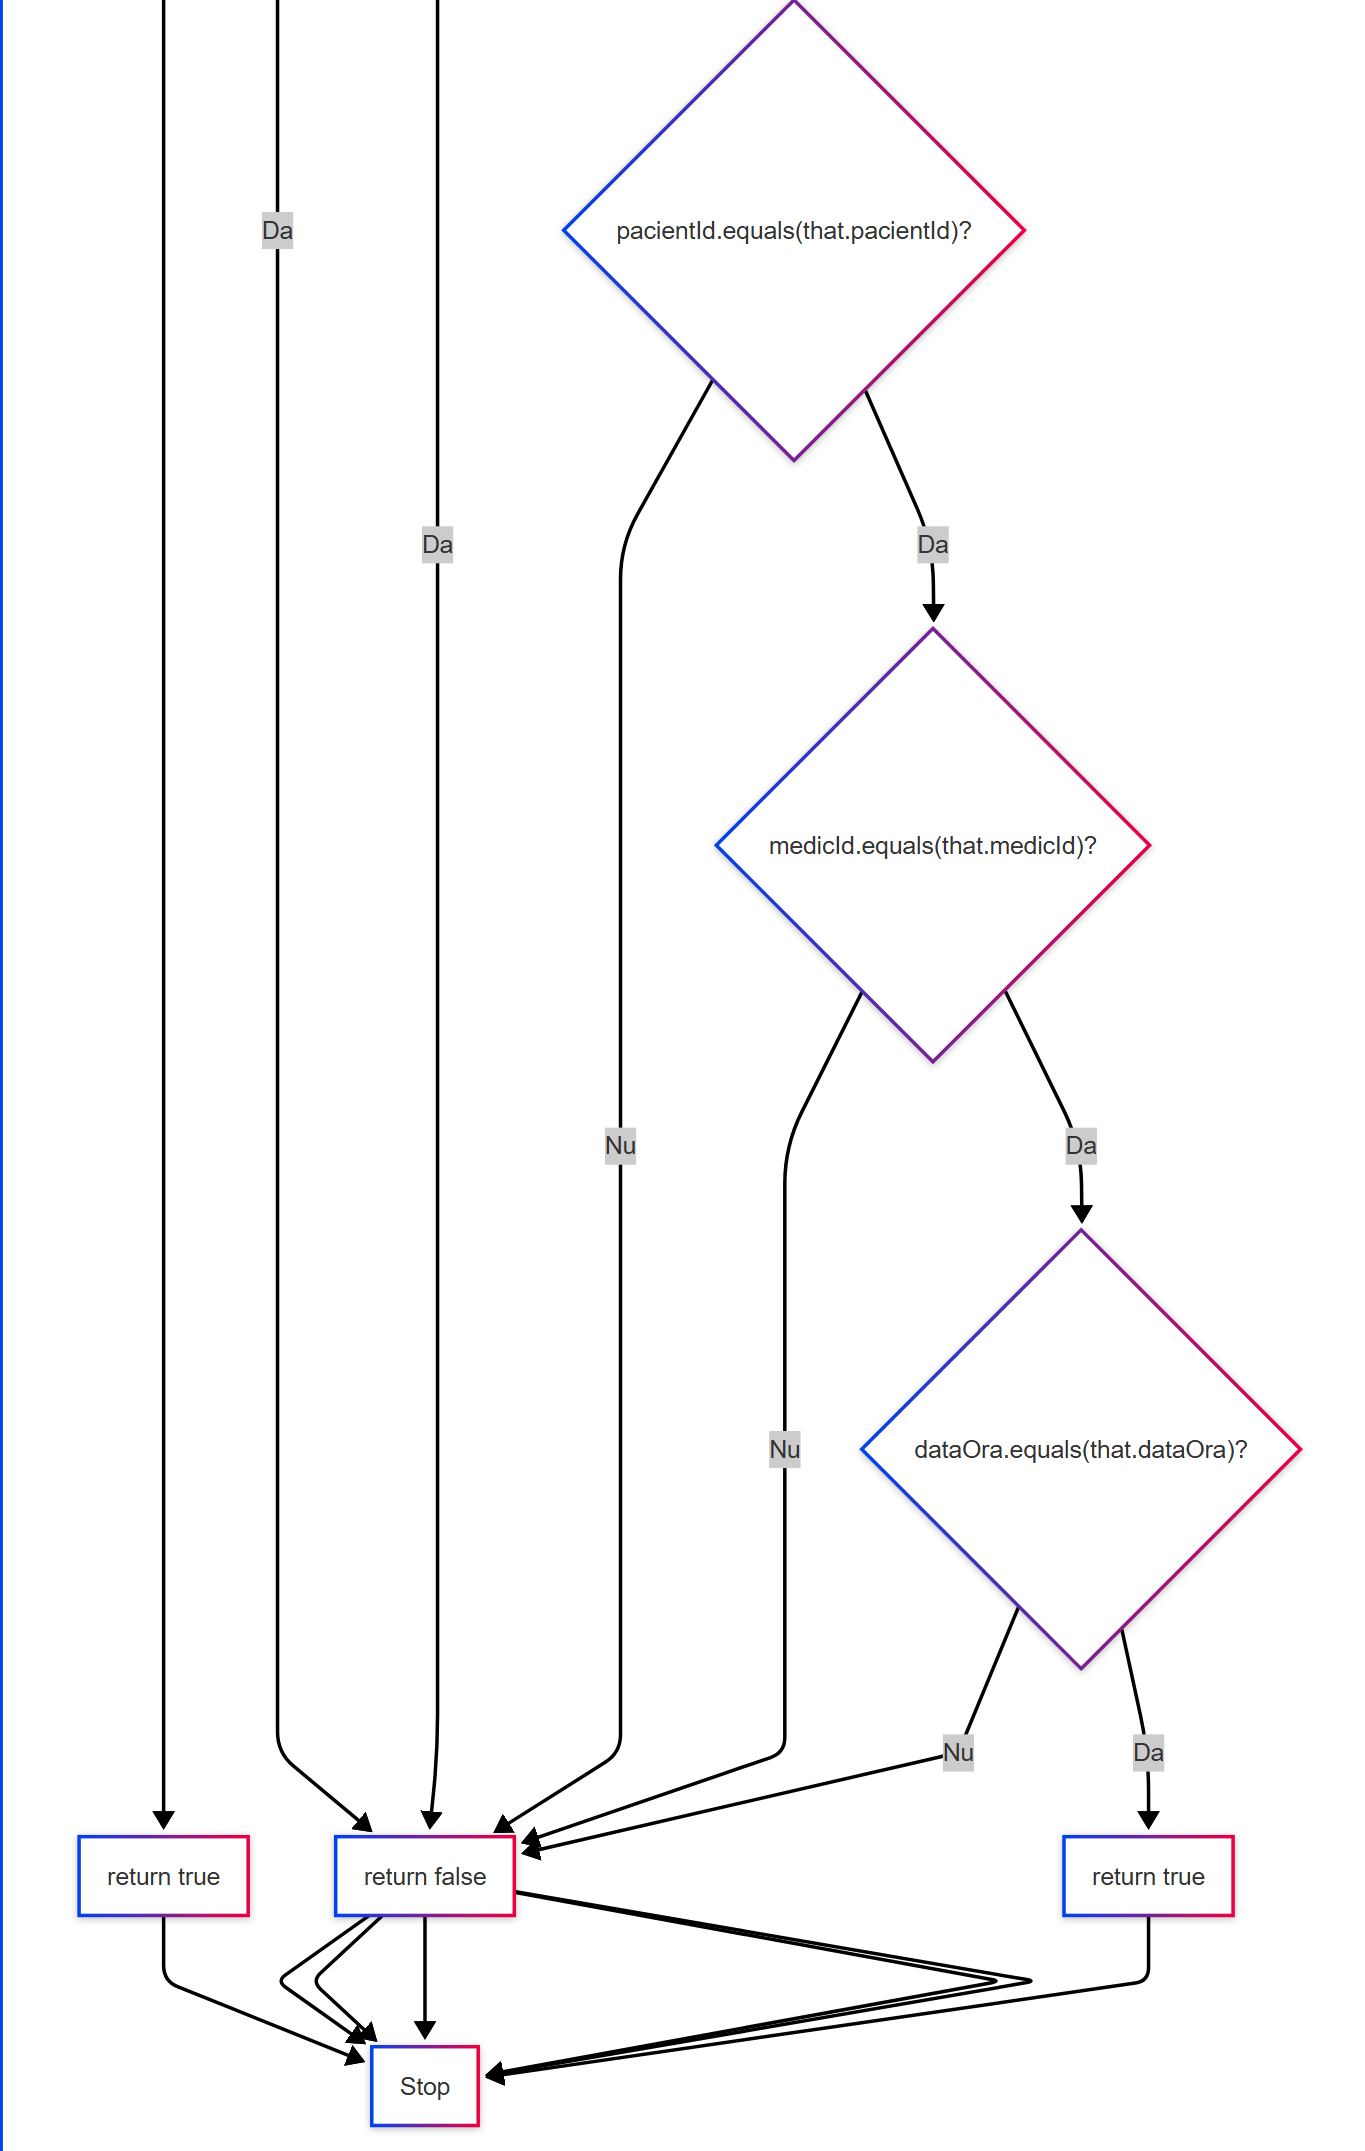 pacientId.equals(that.pacientId)?
Da
Da
Da
medicId.equals(that.medicId)?
Nu
Da
dataOra.equals(that.dataOra)?
Nu
Nu
Da
return true
return false
return true
Stop